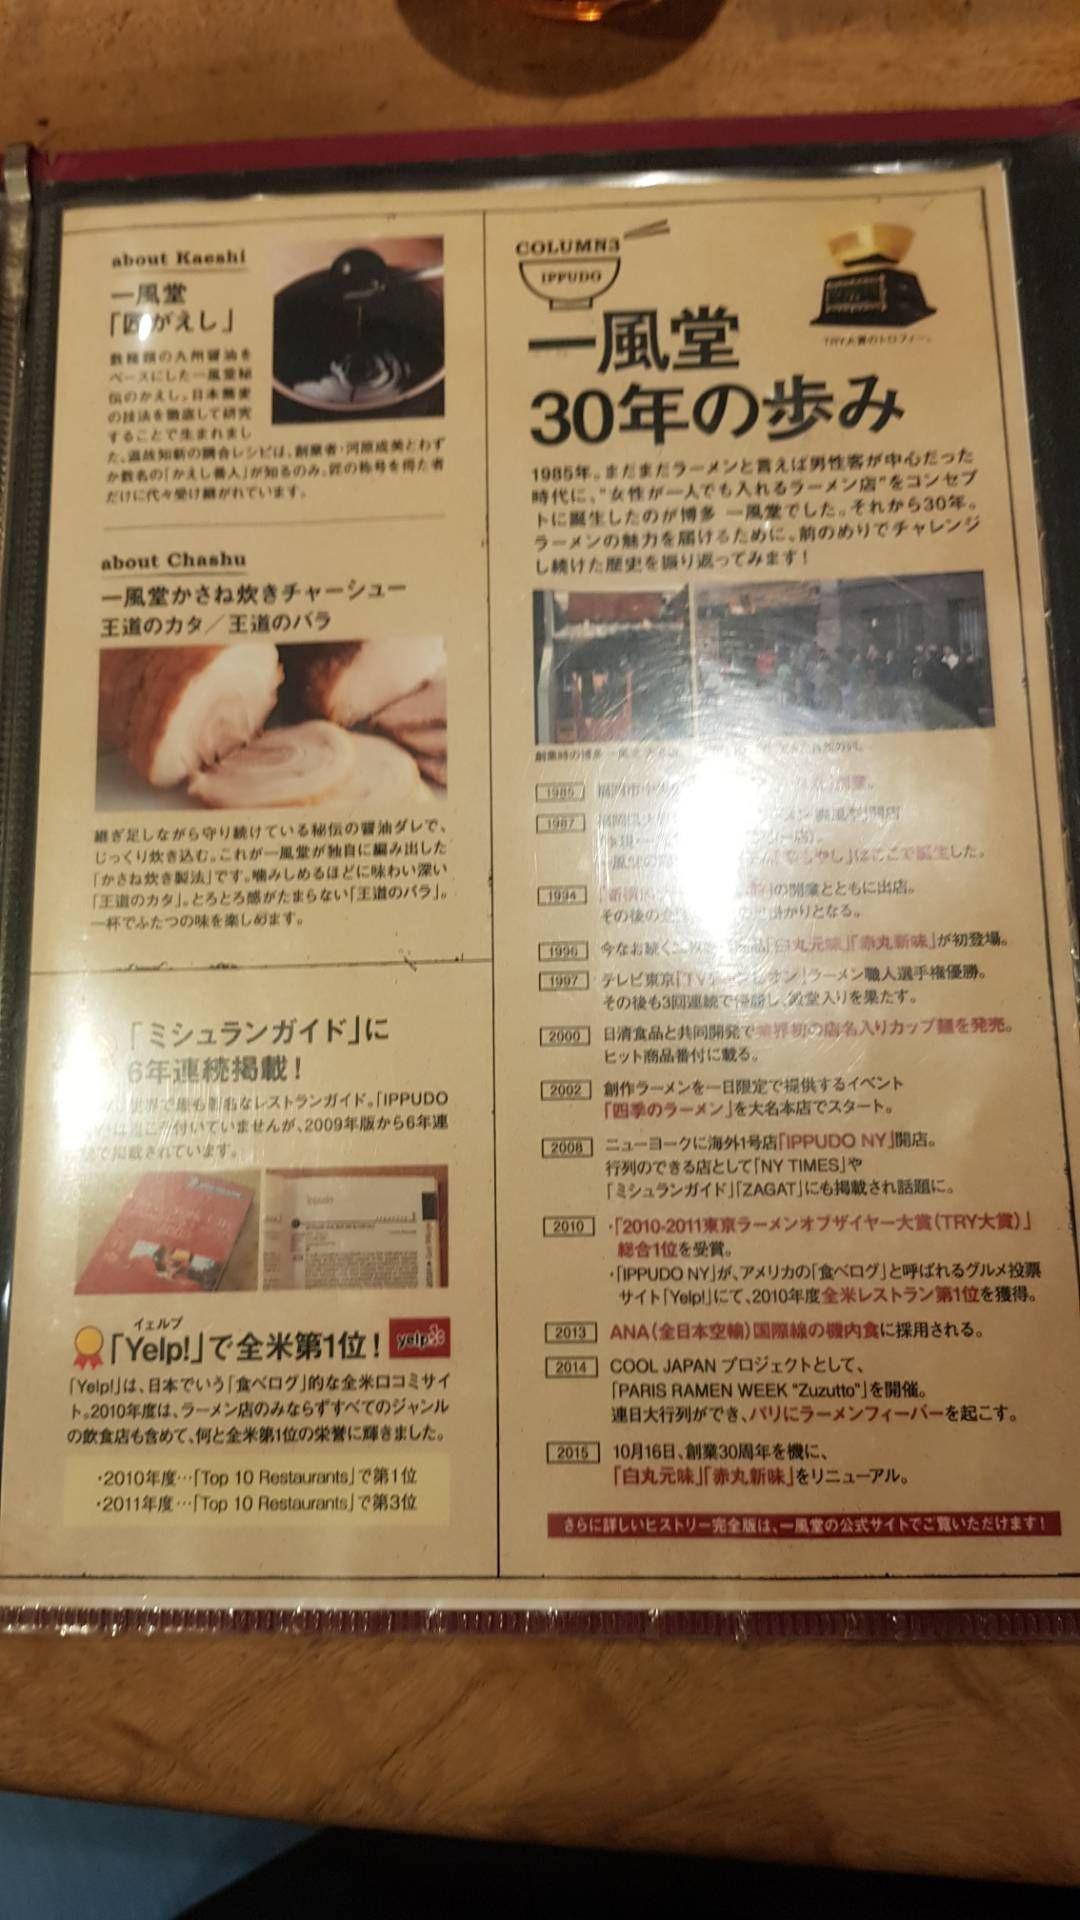 about Kaeshi
一風堂
「匠がえし」
数種類の九州醤油を
ベースにした一風堂秘
伝のかえし。日本蕎麦
の技法を徹底して研究
することで生まれまし
た。温故知新の調合レシピは、創業者・河原成美とわず
か数名の「かえし番人」が知るのみ。匠の称号を得た者
だけに代々受け継がれています。
about Chashu
一風堂かさね炊きチャーシュー
王道のカタ／王道のバラ
継ぎ足しながら守り続けている秘伝の醤油ダレで、
じっくり炊き込む。これが一風堂が独自に編み出した
「かさね炊き製法」です。噛みしめるほどに味わい深い
「王道のカタ」。とろとろ感がたまらない「王道のバラ」。
一杯でふたつの味を楽しめます。
「ミシュランガイド」に
6年連続掲載！
世界で最も著名なレストランガイド。「IPPUDO
付いていませんが、2009年版から6年連
掲載されています。
イェルプ
「Yelp!」で全米第1位！
yelp
「Yelp!」は、日本でいう「食べログ」的な全米口コミサイ
ト。2010年度は、ラーメン店のみならずすべてのジャンル
の飲食店も含めて、何と全米第1位の栄誉に輝きました。
・2010年度…「Top 10 Restaurants」で第1位
・2011年度…「Top 10 Restaurants」で第3位
COLUMN3
IPPUDO
TRY大賞のトロフィー。
一風堂
30年の歩み
1985年。まだまだラーメンと言えば男性客が中心だった
時代に、“女性が一人でも入れるラーメン店”をコンセプ
トに誕生したのが博多 一風堂でした。それから30年。
ラーメンの魅力を届けるために、前のめりでチャレンジ
し続けた歴史を振り返ってみます！
創業時の博多 一風堂
1985 福岡市中央 創業。
1987 ラーメン 開店
店）。
「もやし」はここで誕生した。
1994 の開業とともに出店。
その後の 掛かりとなる。
1996 今なお続く 「白丸元味」「赤丸新味」が初登場。
1997 テレビ東京「TVチャンピオン」ラーメン職人選手権優勝。
その後も3回連続で優勝し、殿堂入りを果たす。
2000 日清食品と共同開発で業界初の店名入りカップ麺を発売。
ヒット商品番付に載る。
2002 創作ラーメンを一日限定で提供するイベント
「四季のラーメン」を大名本店でスタート。
2008 ニューヨークに海外1号店「IPPUDO NY」開店。
行列のできる店として「NY TIMES」や
「ミシュランガイド」「ZAGAT」にも掲載され話題に。
2010 ・「2010-2011東京ラーメンオブザイヤー大賞（TRY大賞）」
総合1位を受賞。
・「IPPUDO NY」が、アメリカの「食べログ」と呼ばれるグルメ投票
サイト「Yelp!」にて、2010年度全米レストラン第1位を獲得。
2013 ANA（全日本空輸）国際線の機内食に採用される。
2014 COOL JAPAN プロジェクトとして、
「PARIS RAMEN WEEK “Zuzutto”」を開催。
連日大行列ができ、パリにラーメンフィーバーを起こす。
2015 10月16日、創業30周年を機に、
「白丸元味」「赤丸新味」をリニューアル。
さらに詳しいヒストリー完全版は、一風堂の公式サイトでご覧いただけます！